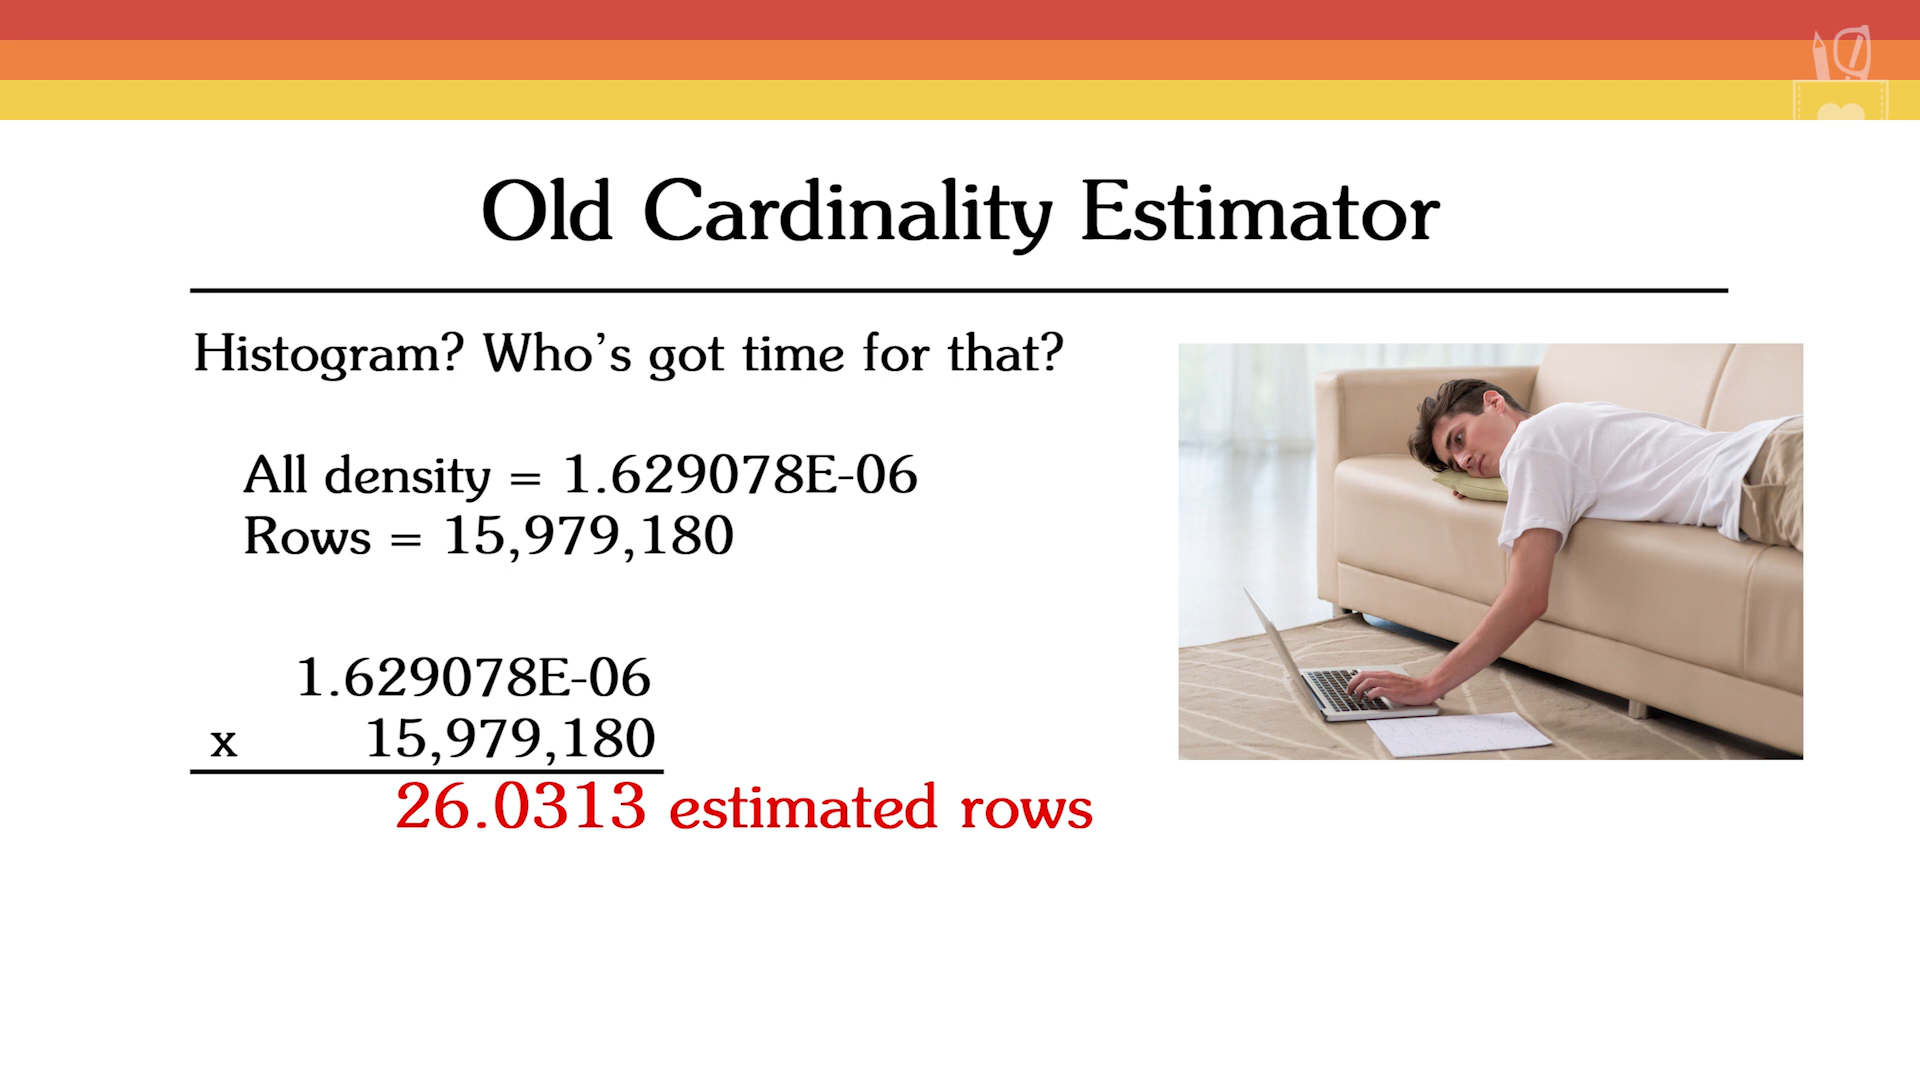 Old Cardinality Estimator
Histogram? Who’s got time for that?
All density = 1.629078E-06
Rows = 15,979,180
1.629078E-06
x 15,979,180
26.0313 estimated rows